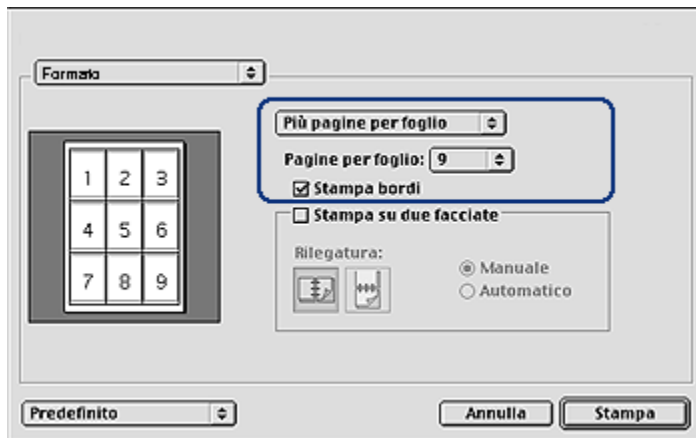 Formato
Più pagine per foglio
Pagine per foglio: 9
Stampa bordi
Stampa su due facciate
Rilegatura:
Manuale
Automatico
1 2 3
4 5 6
7 8 9
Predefinito
Annulla
Stampa